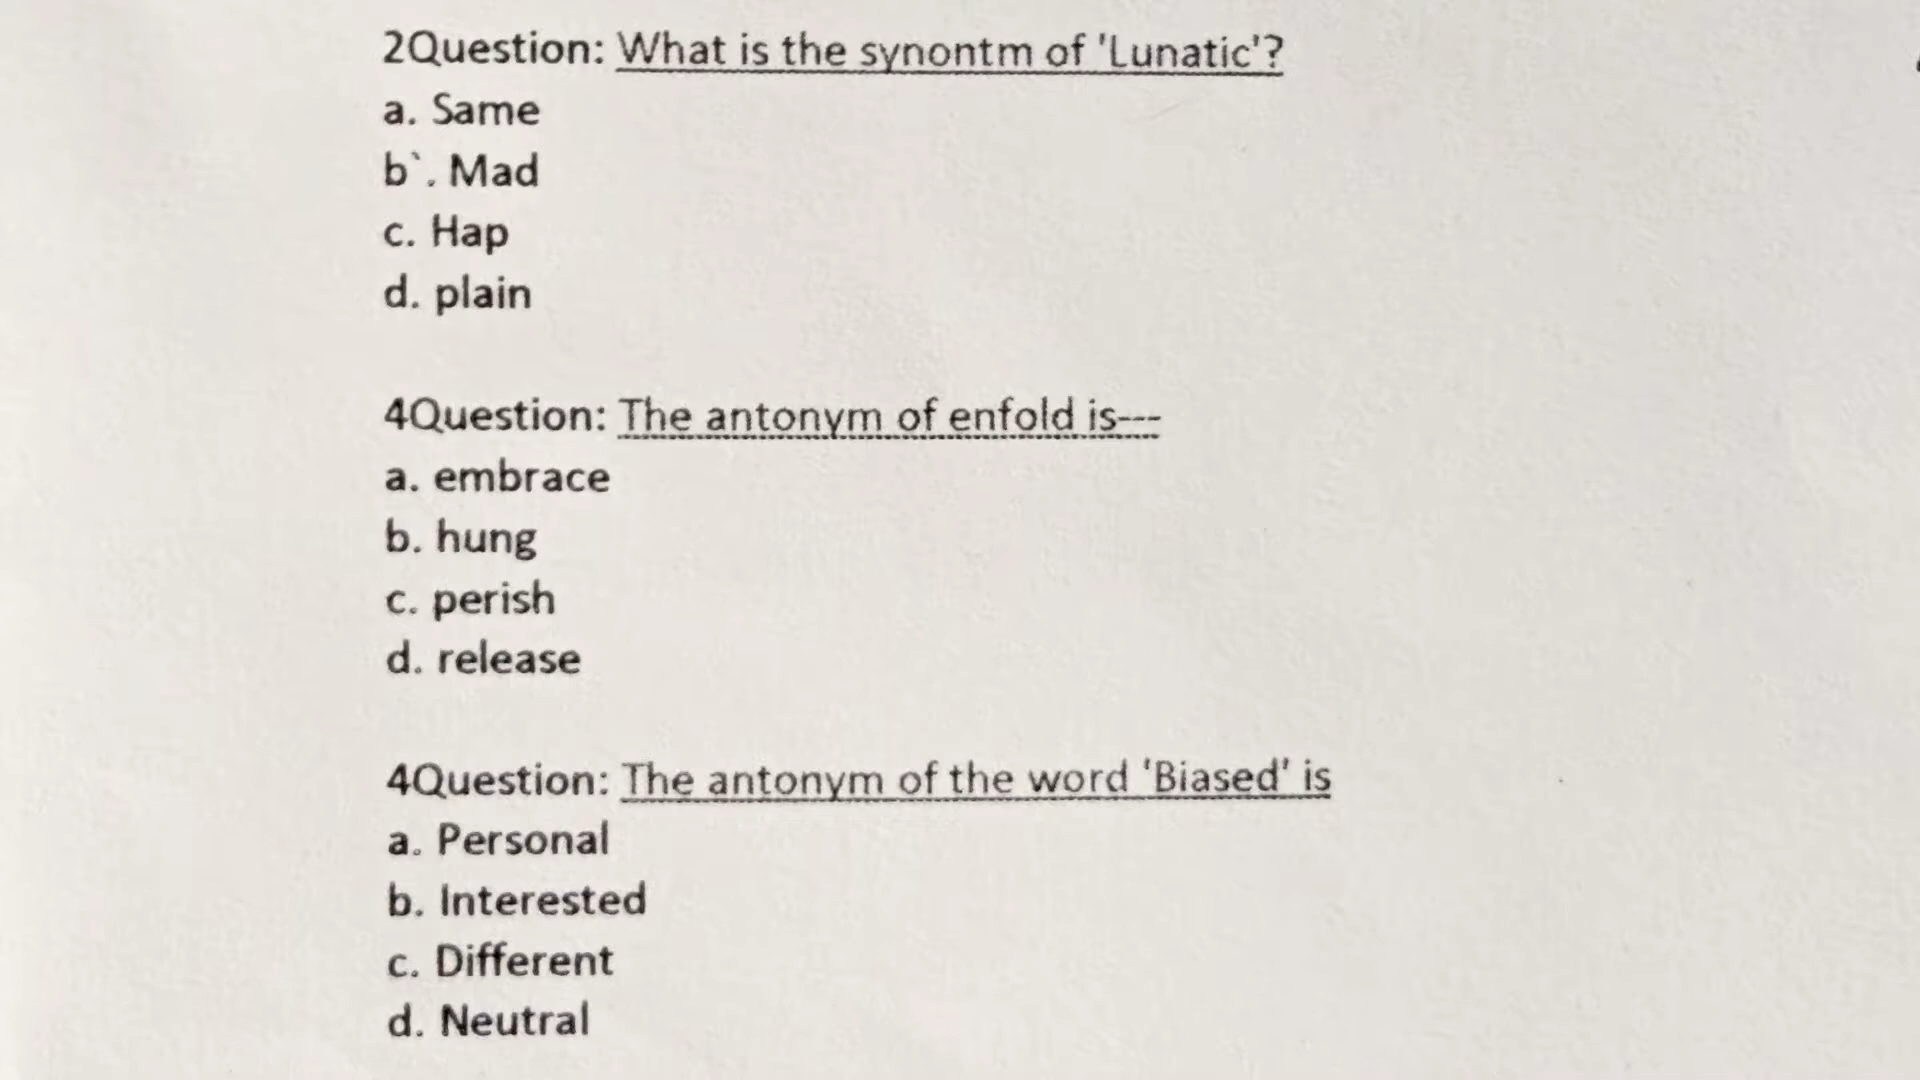 2Question: What is the synontm of 'Lunatic'?
a. Same
b`. Mad
c. Hap
d. plain
4Question: The antonym of enfold is---
a. embrace
b. hung
c. perish
d. release
4Question: The antonym of the word 'Biased' is
a. Personal
b. Interested
c. Different
d. Neutral